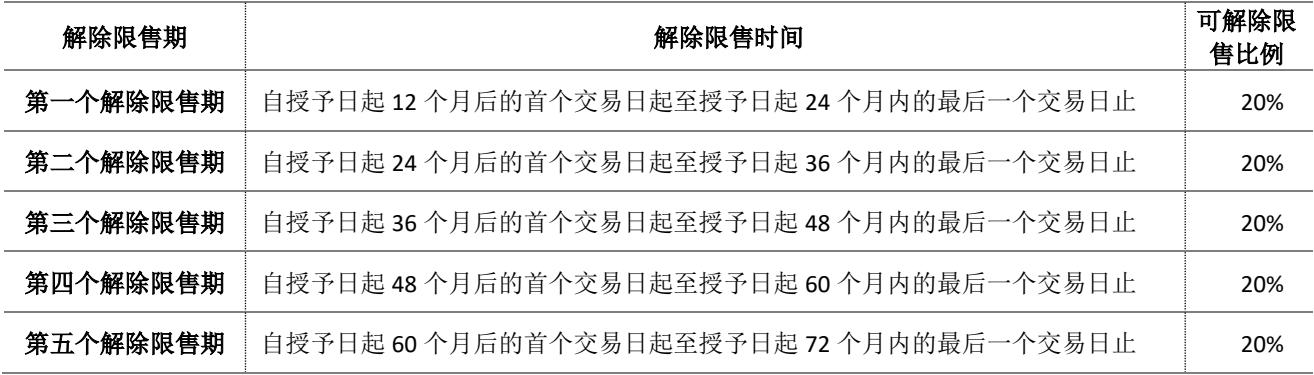 解除限售期 解除限售时间 可解除限
售比例
第一个解除限售期 自授予日起 12 个月后的首个交易日起至授予日起 24 个月内的最后一个交易日止 20%
第二个解除限售期 自授予日起 24 个月后的首个交易日起至授予日起 36 个月内的最后一个交易日止 20%
第三个解除限售期 自授予日起 36 个月后的首个交易日起至授予日起 48 个月内的最后一个交易日止 20%
第四个解除限售期 自授予日起 48 个月后的首个交易日起至授予日起 60 个月内的最后一个交易日止 20%
第五个解除限售期 自授予日起 60 个月后的首个交易日起至授予日起 72 个月内的最后一个交易日止 20%